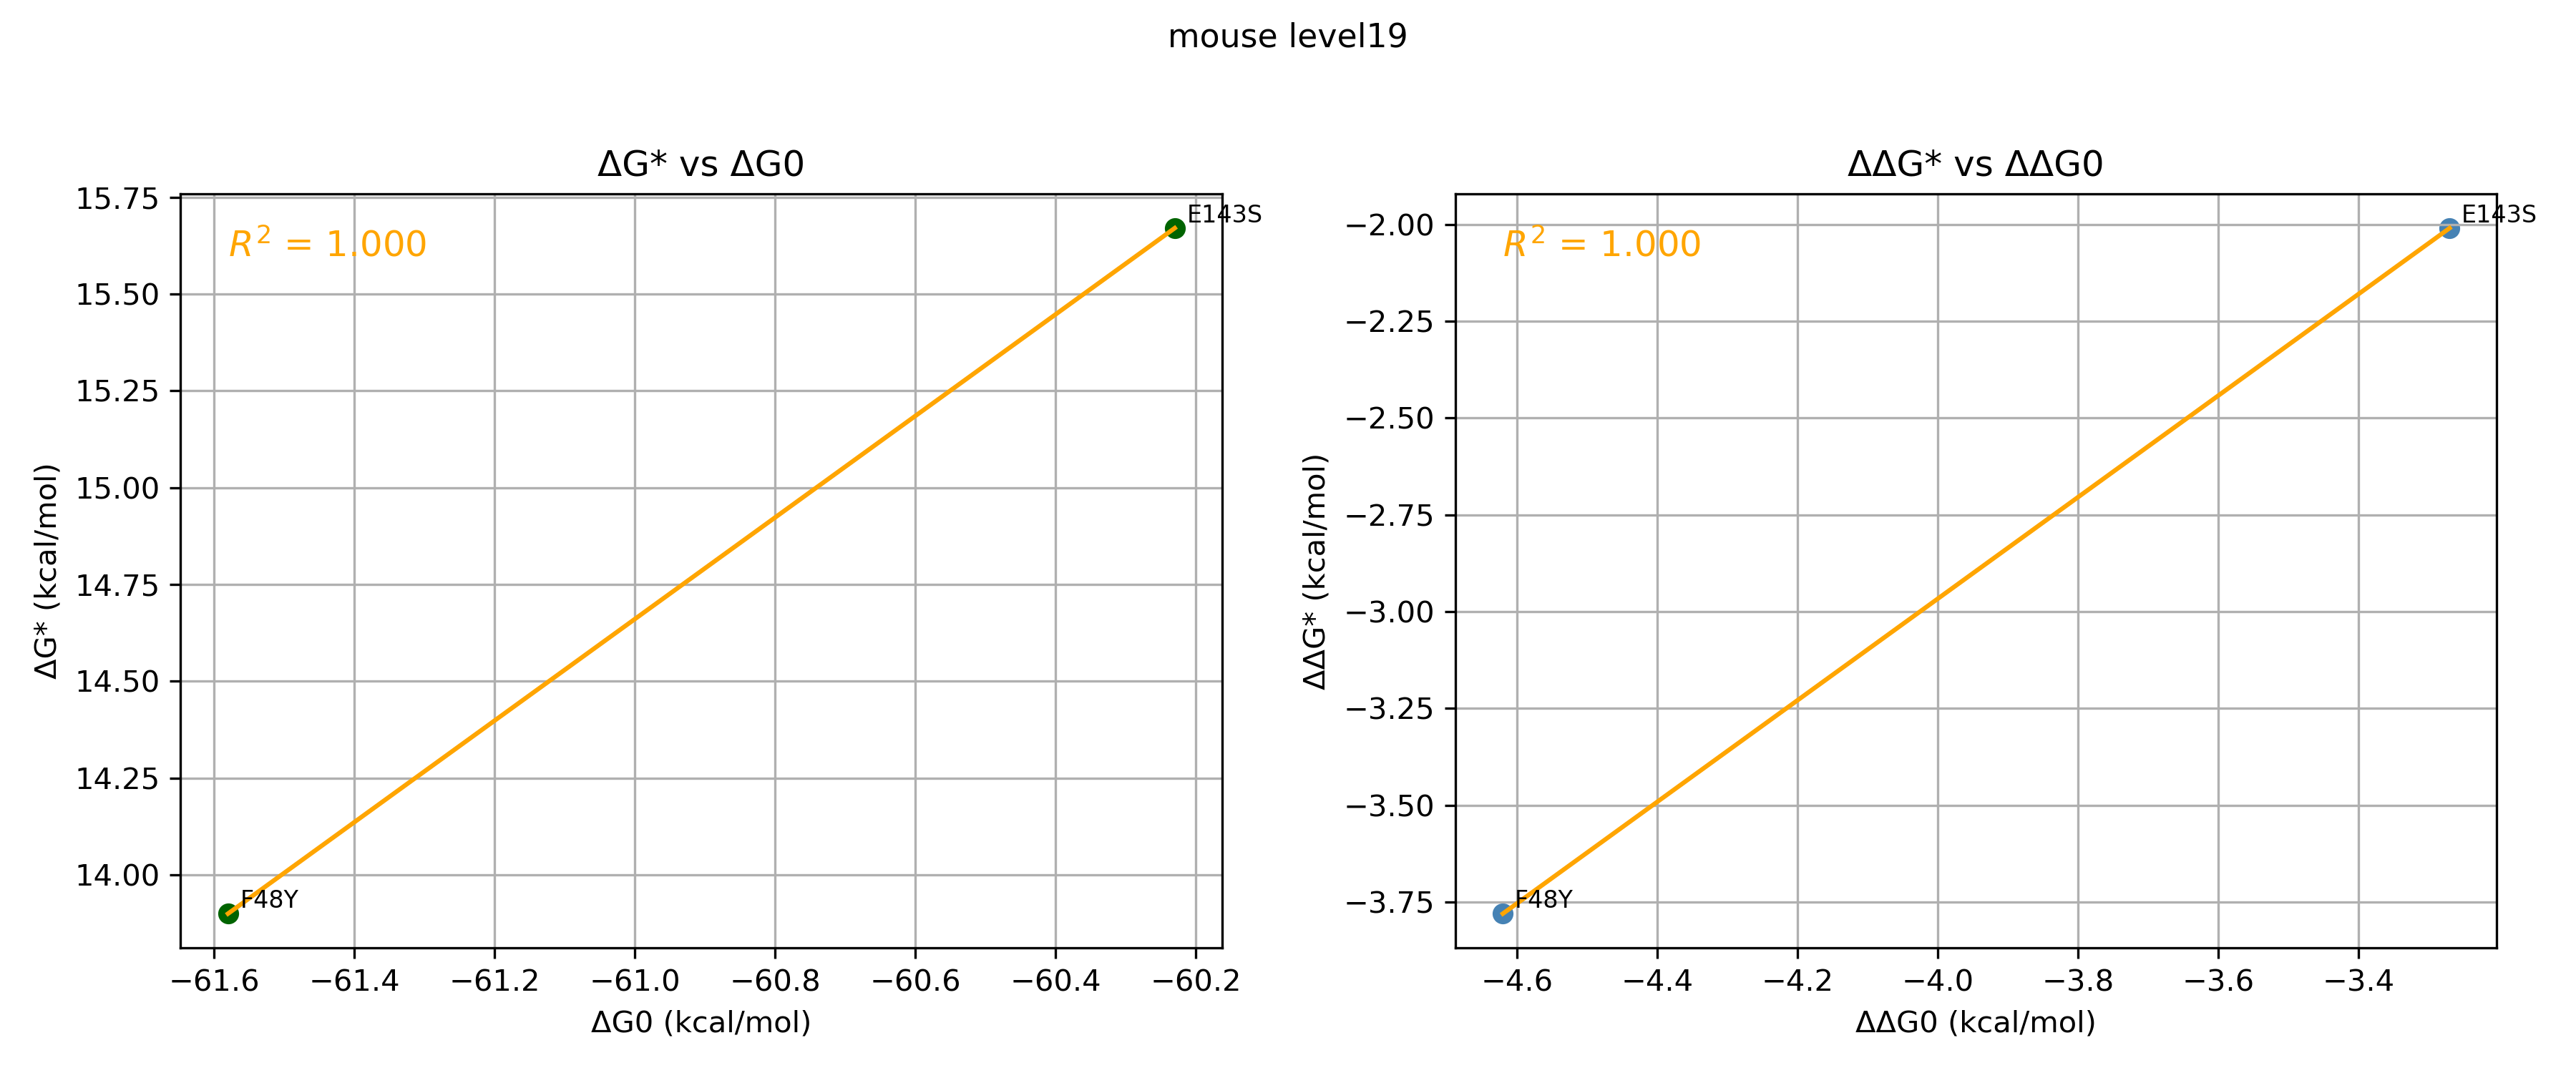 mouse level19
ΔG* vs ΔG0
R² = 1.000
E143S
F48Y
15.75
15.50
15.25
15.00
14.75
14.50
14.25
14.00
ΔG* (kcal/mol)
−61.6 −61.4 −61.2 −61.0 −60.8 −60.6 −60.4 −60.2
ΔG0 (kcal/mol)
ΔΔG* vs ΔΔG0
R² = 1.000
E143S
F48Y
−2.00
−2.25
−2.50
−2.75
−3.00
−3.25
−3.50
−3.75
ΔΔG* (kcal/mol)
−4.6 −4.4 −4.2 −4.0 −3.8 −3.6 −3.4
ΔΔG0 (kcal/mol)